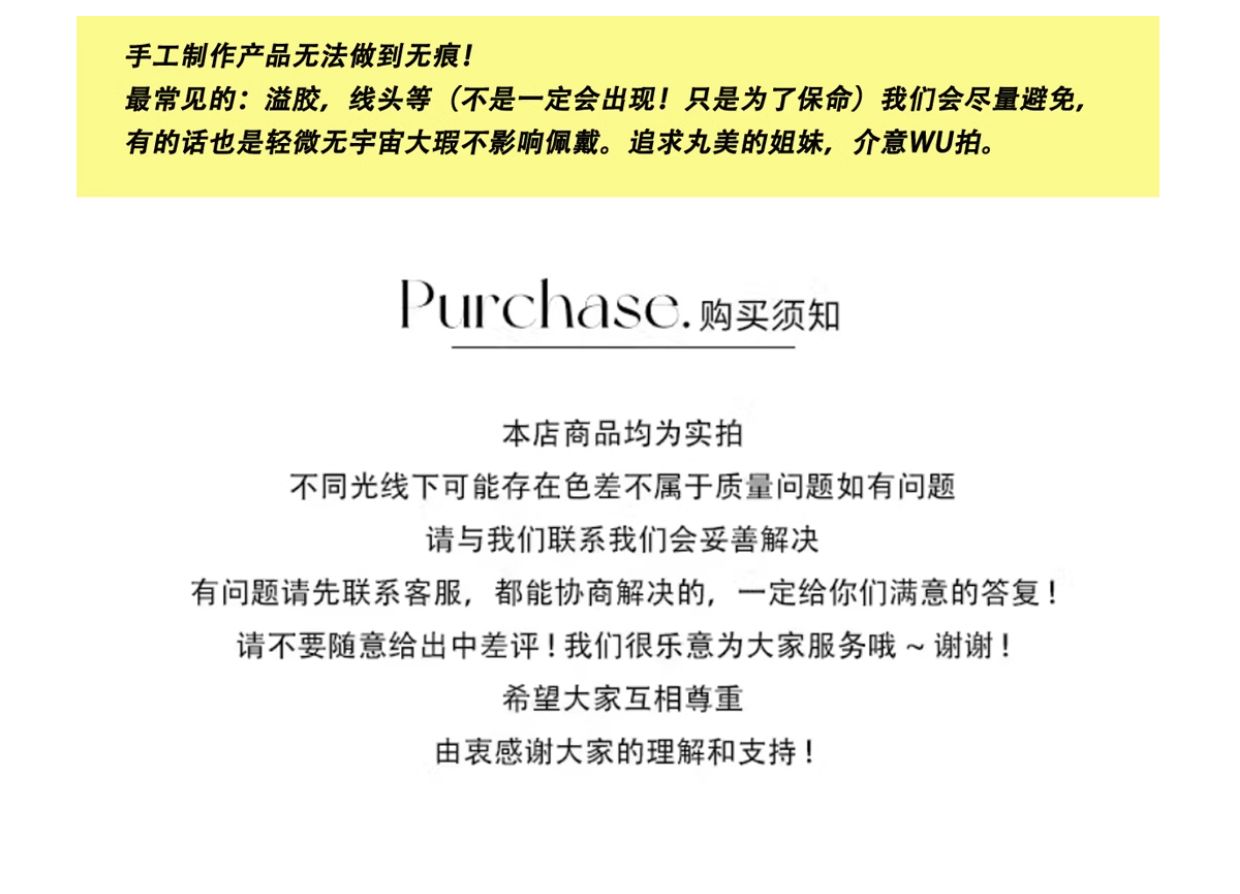 手工制作产品无法做到无痕！
最常见的：溢胶，线头等（不是一定会出现！只是为了保命）我们会尽量避免，
有的话也是轻微无宇宙大瑕不影响佩戴。追求丸美的姐妹，介意WU拍。
Purchase.购买须知
本店商品均为实拍
不同光线下可能存在色差不属于质量问题如有问题
请与我们联系我们会妥善解决
有问题请先联系客服，都能协商解决的，一定给你们满意的答复！
请不要随意给出中差评！我们很乐意为大家服务哦~谢谢！
希望大家互相尊重
由衷感谢大家的理解和支持！